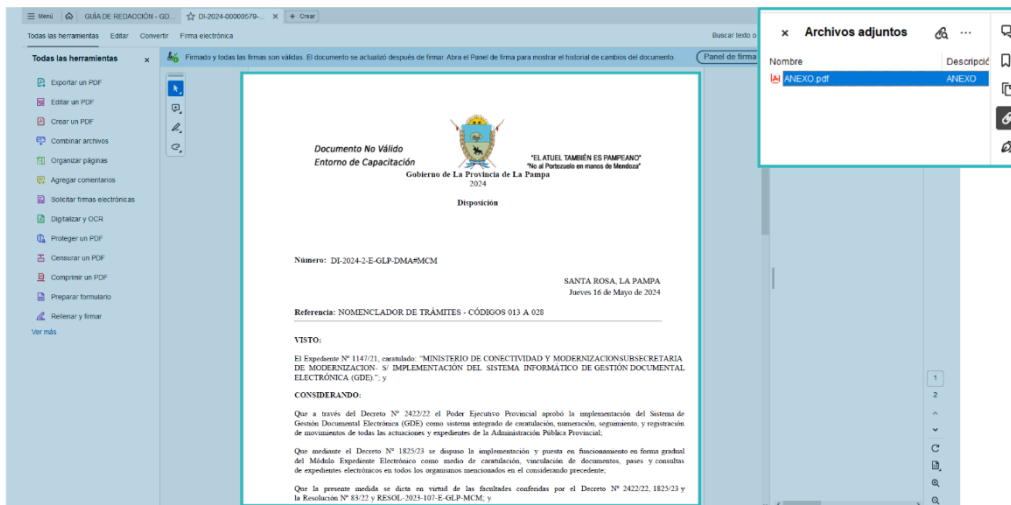 Menú
GUÍA DE REDACCIÓN - GD...
DI-2024-00000579-...
+ Crear
Todas las herramientas Editar Convertir Firma electrónica
Buscar texto o
Todas las herramientas
Firmado y todas las firmas son válidas. El documento se actualizó después de firmar. Abra el Panel de firma para mostrar el historial de cambios del documento.
Panel de firma
Exportar un PDF
Editar un PDF
Crear un PDF
Combinar archivos
Organizar páginas
Agregar comentarios
Solicitar firmas electrónicas
Digitalizar y OCR
Proteger un PDF
Censurar un PDF
Comprimir un PDF
Preparar formulario
Rellenar y firmar
Ver más
Documento No Válido
Entorno de Capacitación
"EL ATUEL TAMBIÉN ES PAMPEANO"
"No al Portezuelo en manos de Mendoza"
Gobierno de La Provincia de La Pampa
2024
Disposición
Número: DI-2024-2-E-GLP-DMA#MCM
SANTA ROSA, LA PAMPA
Jueves 16 de Mayo de 2024
Referencia: NOMENCLADOR DE TRÁMITES - CÓDIGOS 013 A 028
VISTO:
El Expediente Nº 1147/21, caratulado: "MINISTERIO DE CONECTIVIDAD Y MODERNIZACIONSUBSECRETARIA
DE MODERNIZACION- S/ IMPLEMENTACIÓN DEL SISTEMA INFORMÁTICO DE GESTIÓN DOCUMENTAL
ELECTRÓNICA (GDE)."; y
CONSIDERANDO:
Que a través del Decreto Nº 2422/22 el Poder Ejecutivo Provincial aprobó la implementación del Sistema de
Gestión Documental Electrónica (GDE) como sistema integrado de caratulación, numeración, seguimiento, y registración
de movimientos de todas las actuaciones y expedientes de la Administración Pública Provincial;
Que mediante el Decreto Nº 1825/23 se dispuso la implementación y puesta en funcionamiento en forma gradual
del Módulo Expediente Electrónico como medio de caratulación, vinculación de documentos, pases y consultas
de expedientes electrónicos en todos los organismos mencionados en el considerando precedente;
Que la presente medida se dicta en virtud de las facultades conferidas por el Decreto Nº 2422/22, 1825/23 y
la Resolución Nº 83/22 y RESOL-2023-107-E-GLP-MCM; y
Archivos adjuntos
Nombre Descripció
ANEXO.pdf ANEXO
1
2